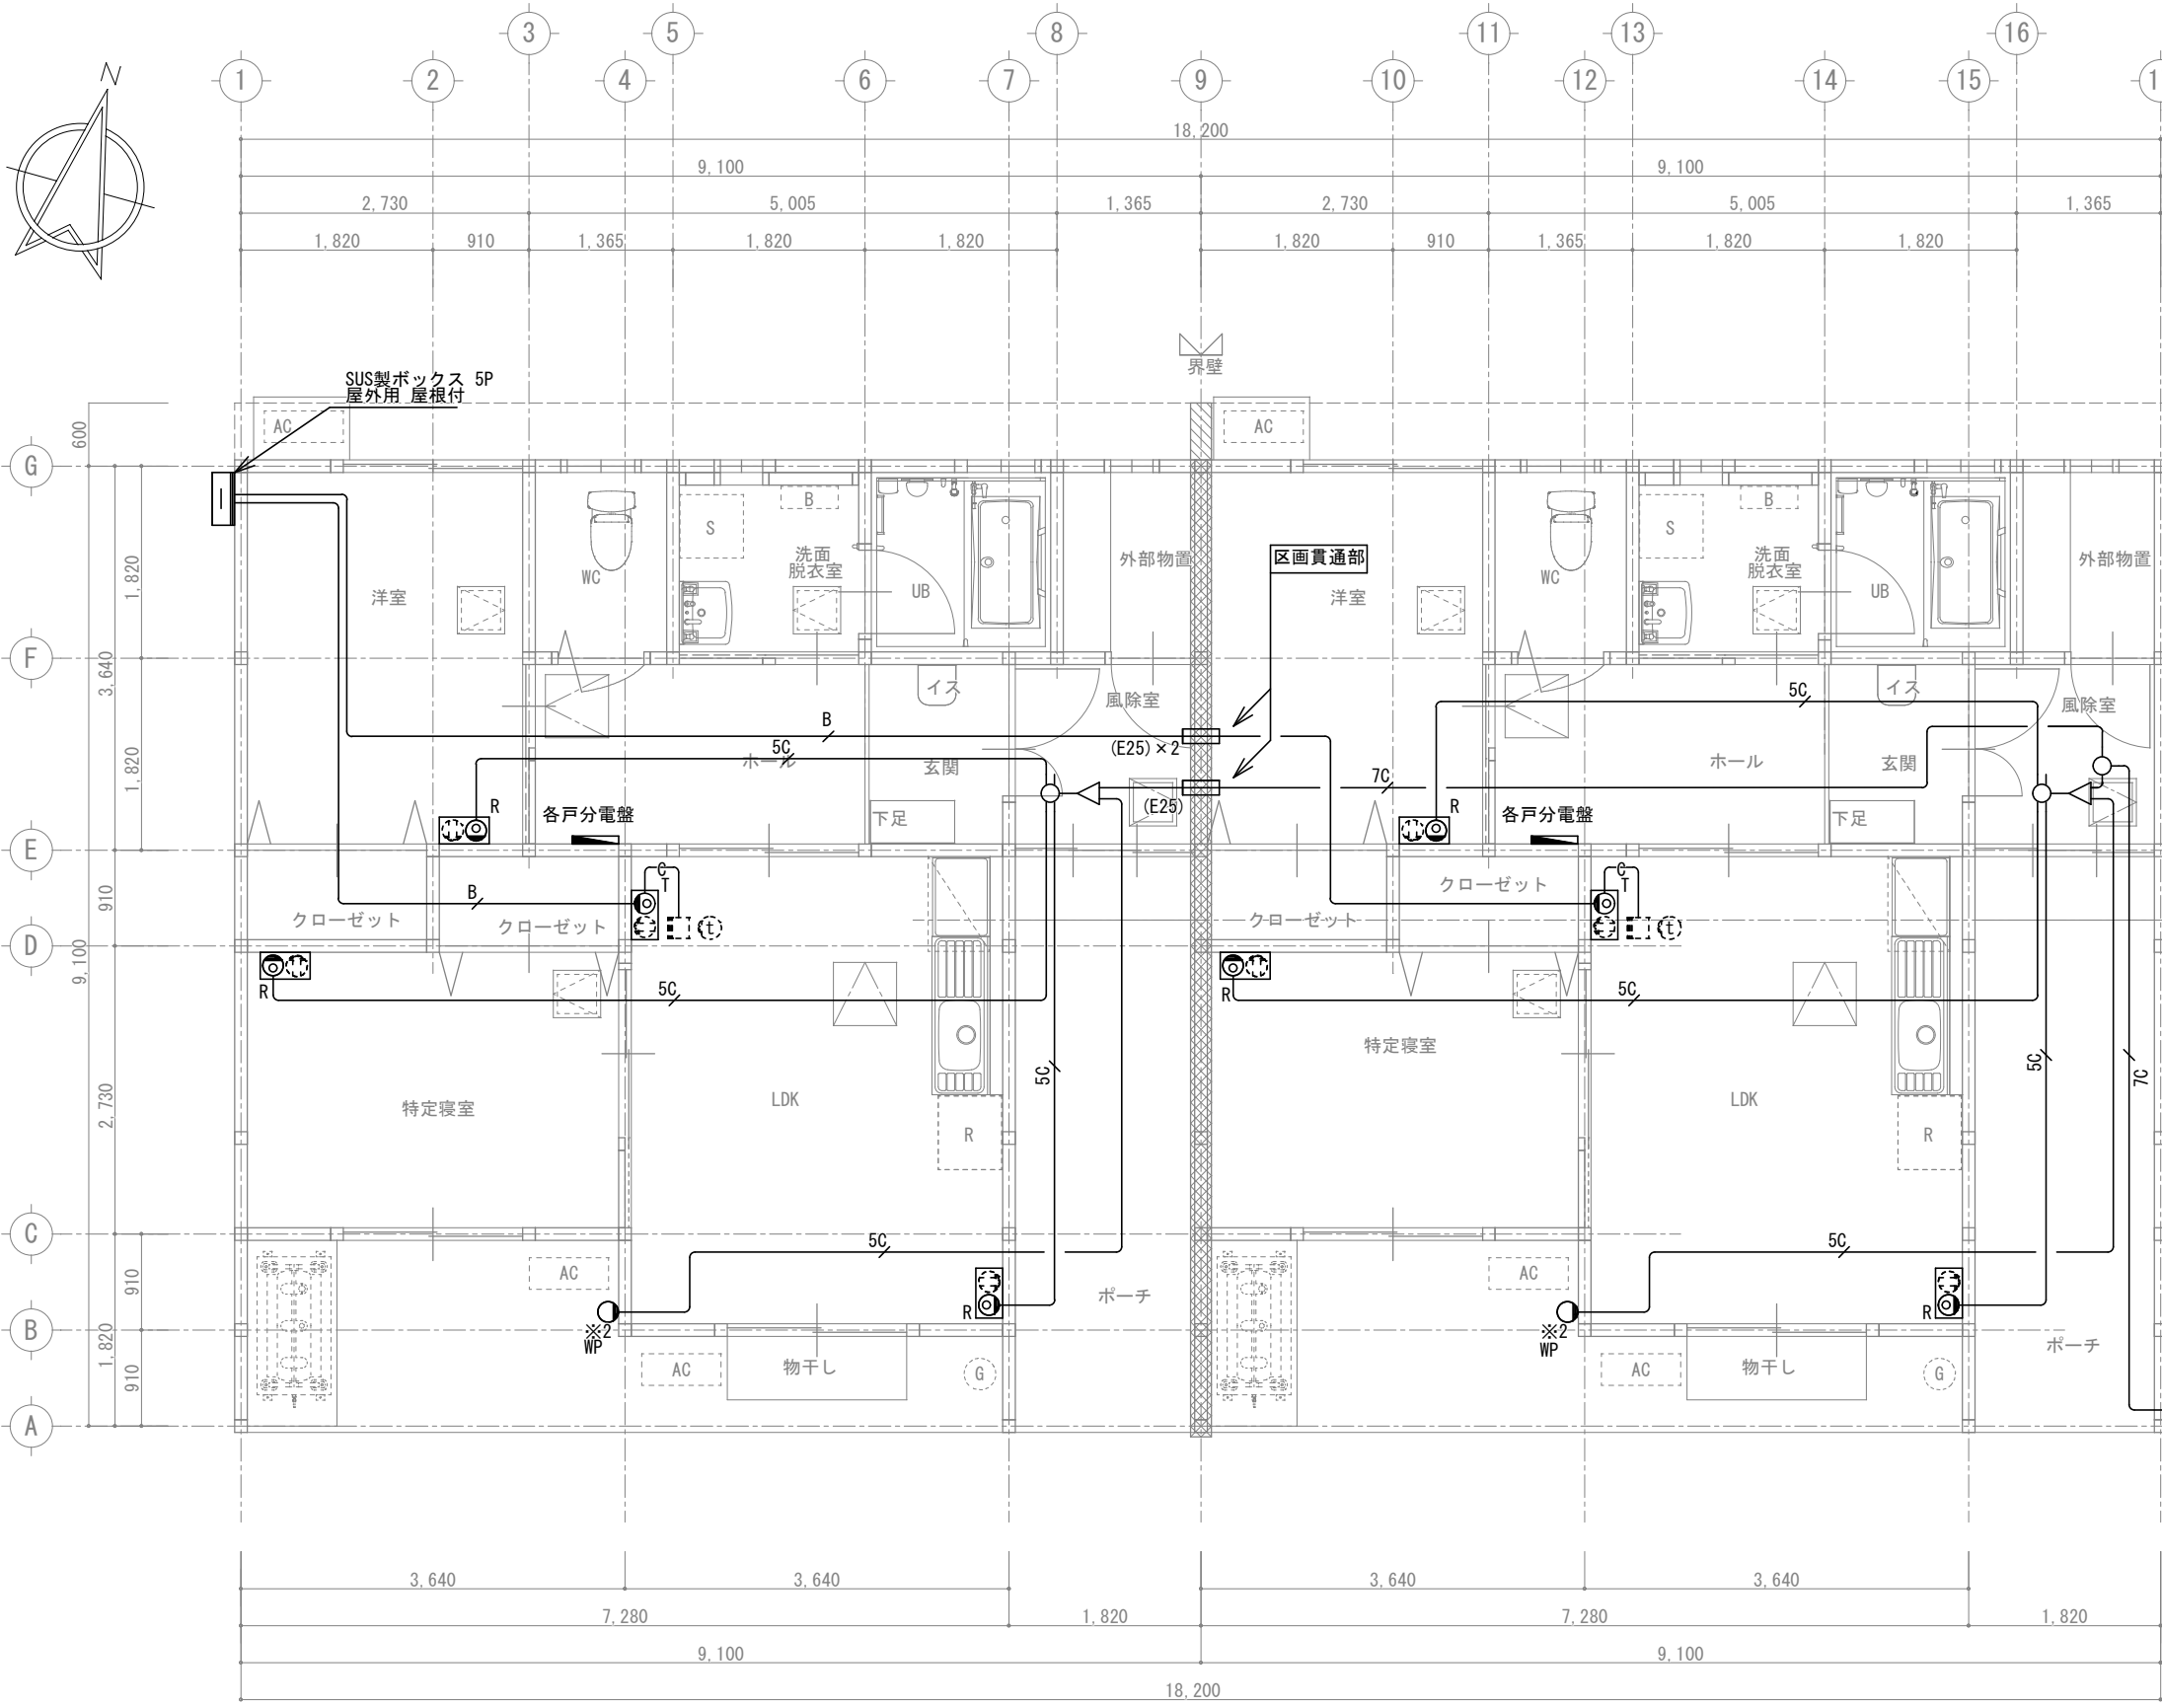 N
3
5
8
11
13
16
1
2
4
6
7
9
10
12
14
15
18,200
9,100
9,100
2,730
5,005
1,365
2,730
5,005
1,365
1,820
910
1,365
1,820
1,820
1,820
910
1,365
1,820
1,820
界壁
SUS製ボックス 5P
屋外用 屋根付
AC
AC
600
G
B
B
S
S
洗面
脱衣室
洗面
脱衣室
外部物置
区画貫通部
外部物置
WC
WC
UB
UB
1,820
洋室
洋室
F
3,640
イス
イス
風除室
風除室
5C
B
(E25)×2
5C
ホール
玄関
ホール
玄関
1,820
7C
(E25)
R
各戸分電盤
下足
R
各戸分電盤
下足
E
C
T
C
T
910
B
クローゼット
クローゼット
クローゼット
クローゼット
t
t
D
9,100
R
5C
R
5C
特定寝室
5C
5C
7C
2,730
特定寝室
LDK
LDK
R
R
C
5C
5C
AC
AC
910
ポーチ
R
R
B
※2
WP
※2
WP
ポーチ
1,820
910
AC
物干し
G
AC
物干し
G
A
3,640
3,640
3,640
3,640
7,280
1,820
7,280
1,820
9,100
9,100
18,200